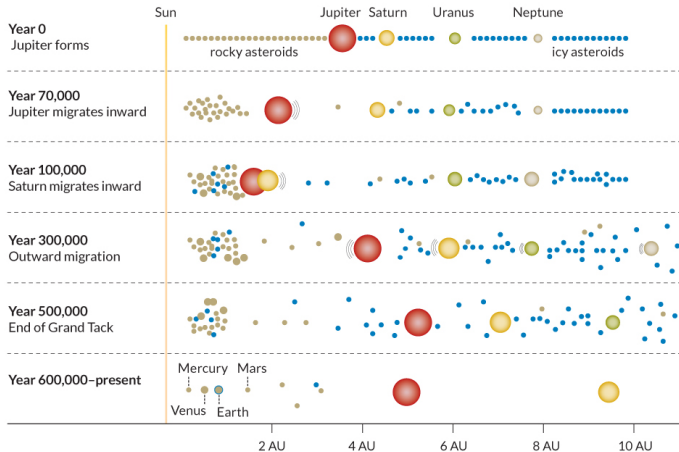 Sun
Jupiter Saturn Uranus Neptune
Year 0
Jupiter forms
rocky asteroids
icy asteroids
Year 70,000
Jupiter migrates inward
Year 100,000
Saturn migrates inward
Year 300,000
Outward migration
Year 500,000
End of Grand Tack
Year 600,000–present
Mercury Mars
Venus Earth
2 AU 4 AU 6 AU 8 AU 10 AU